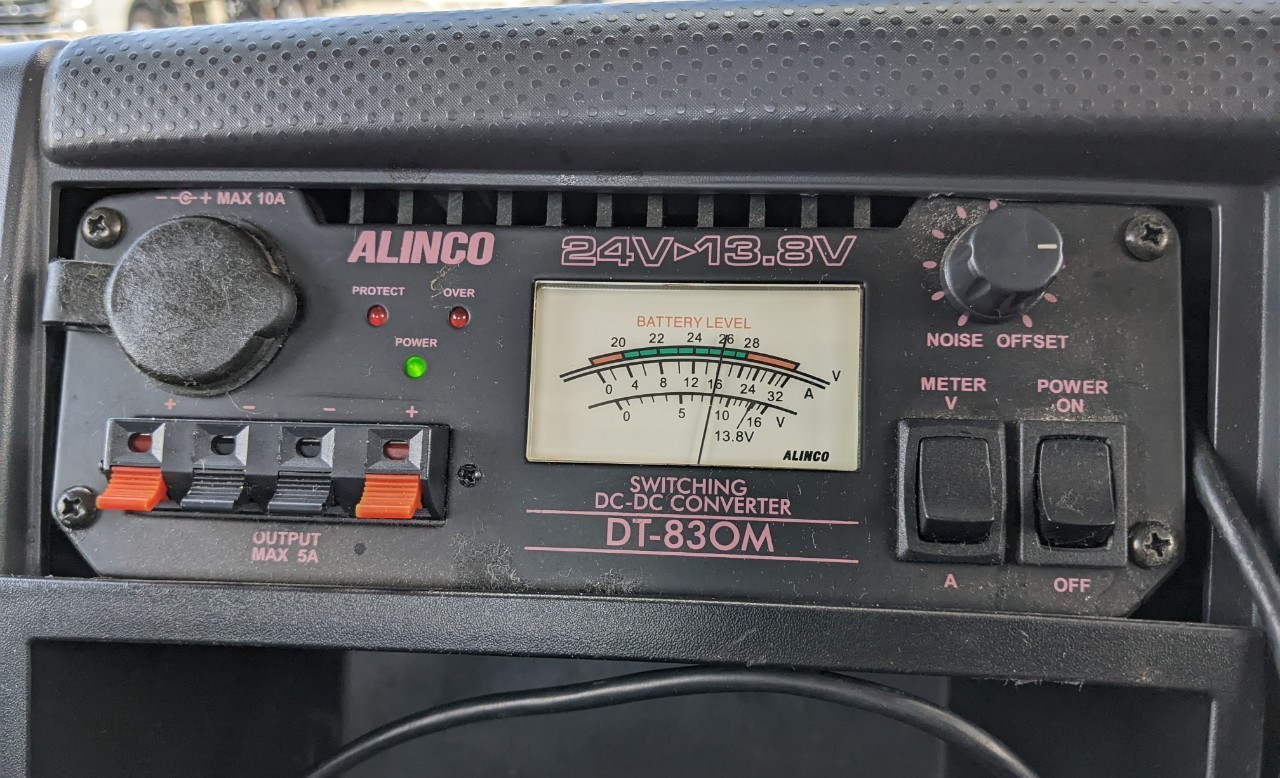 − + MAX 10A
ALINCO
24V▷13.8V
PROTECT OVER
POWER
+ − − +
OUTPUT
MAX 5A
BATTERY LEVEL
20 22 24 26 28
V
0 4 8 12 16 24 32
A
0 5 10 16
V
13.8V
ALINCO
SWITCHING
DC-DC CONVERTER
DT-830M
NOISE OFFSET
METER
V
A
POWER
ON
OFF